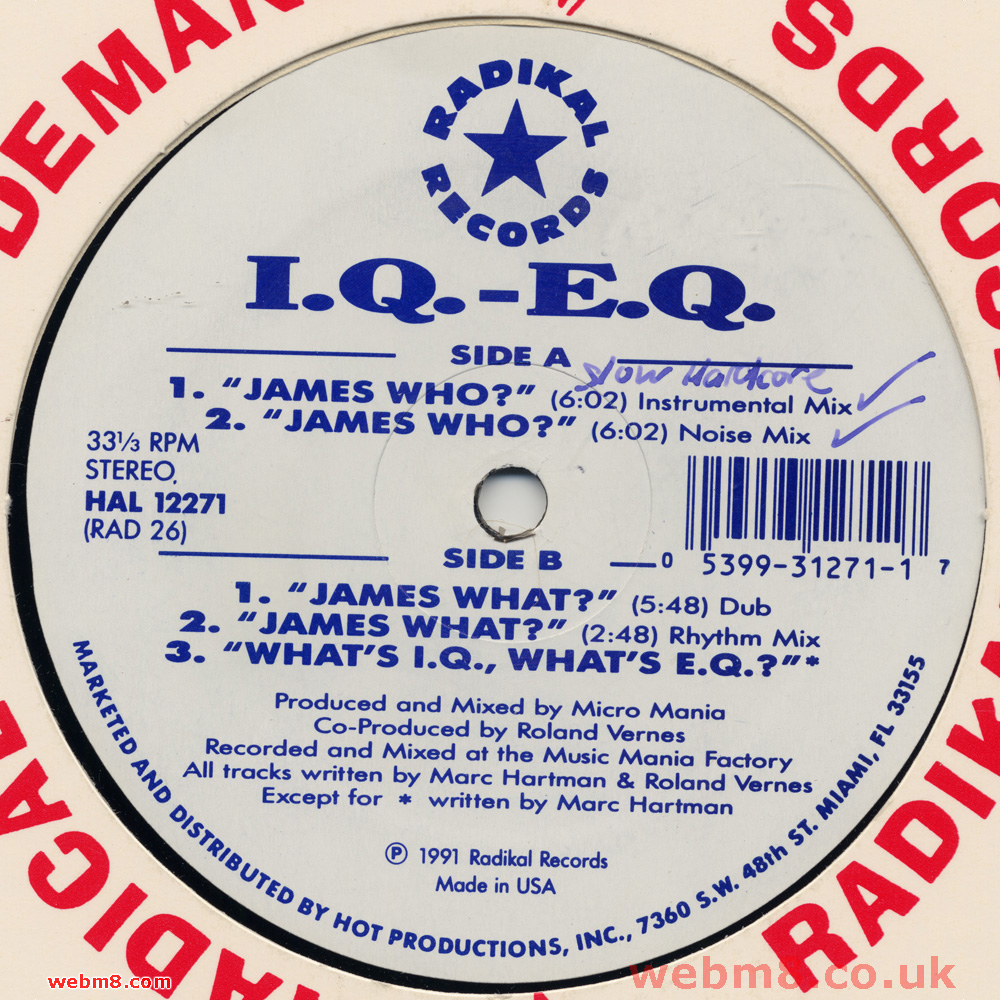 DEMAN
RECORDS
RADIKAL
RADICAL
RADIKAL
RECORDS
I.Q.-E.Q.
SIDE A
slow Hardcore
1. "JAMES WHO?" (6:02) Instrumental Mix
2. "JAMES WHO?" (6:02) Noise Mix
33⅓ RPM
STEREO,
HAL 12271
(RAD 26)
SIDE B
0 5399-31271-1 7
1. "JAMES WHAT?" (5:48) Dub
2. "JAMES WHAT?" (2:48) Rhythm Mix
3. "WHAT'S I.Q., WHAT'S E.Q.?"*
Produced and Mixed by Micro Mania
Co-Produced by Roland Vernes
Recorded and Mixed at the Music Mania Factory
All tracks written by Marc Hartman & Roland Vernes
Except for * written by Marc Hartman
℗ 1991 Radikal Records
Made in USA
MARKETED AND DISTRIBUTED BY HOT PRODUCTIONS, INC., 7360 S.W. 48th ST. MIAMI, FL 33155
webm8.com
webm8.co.uk